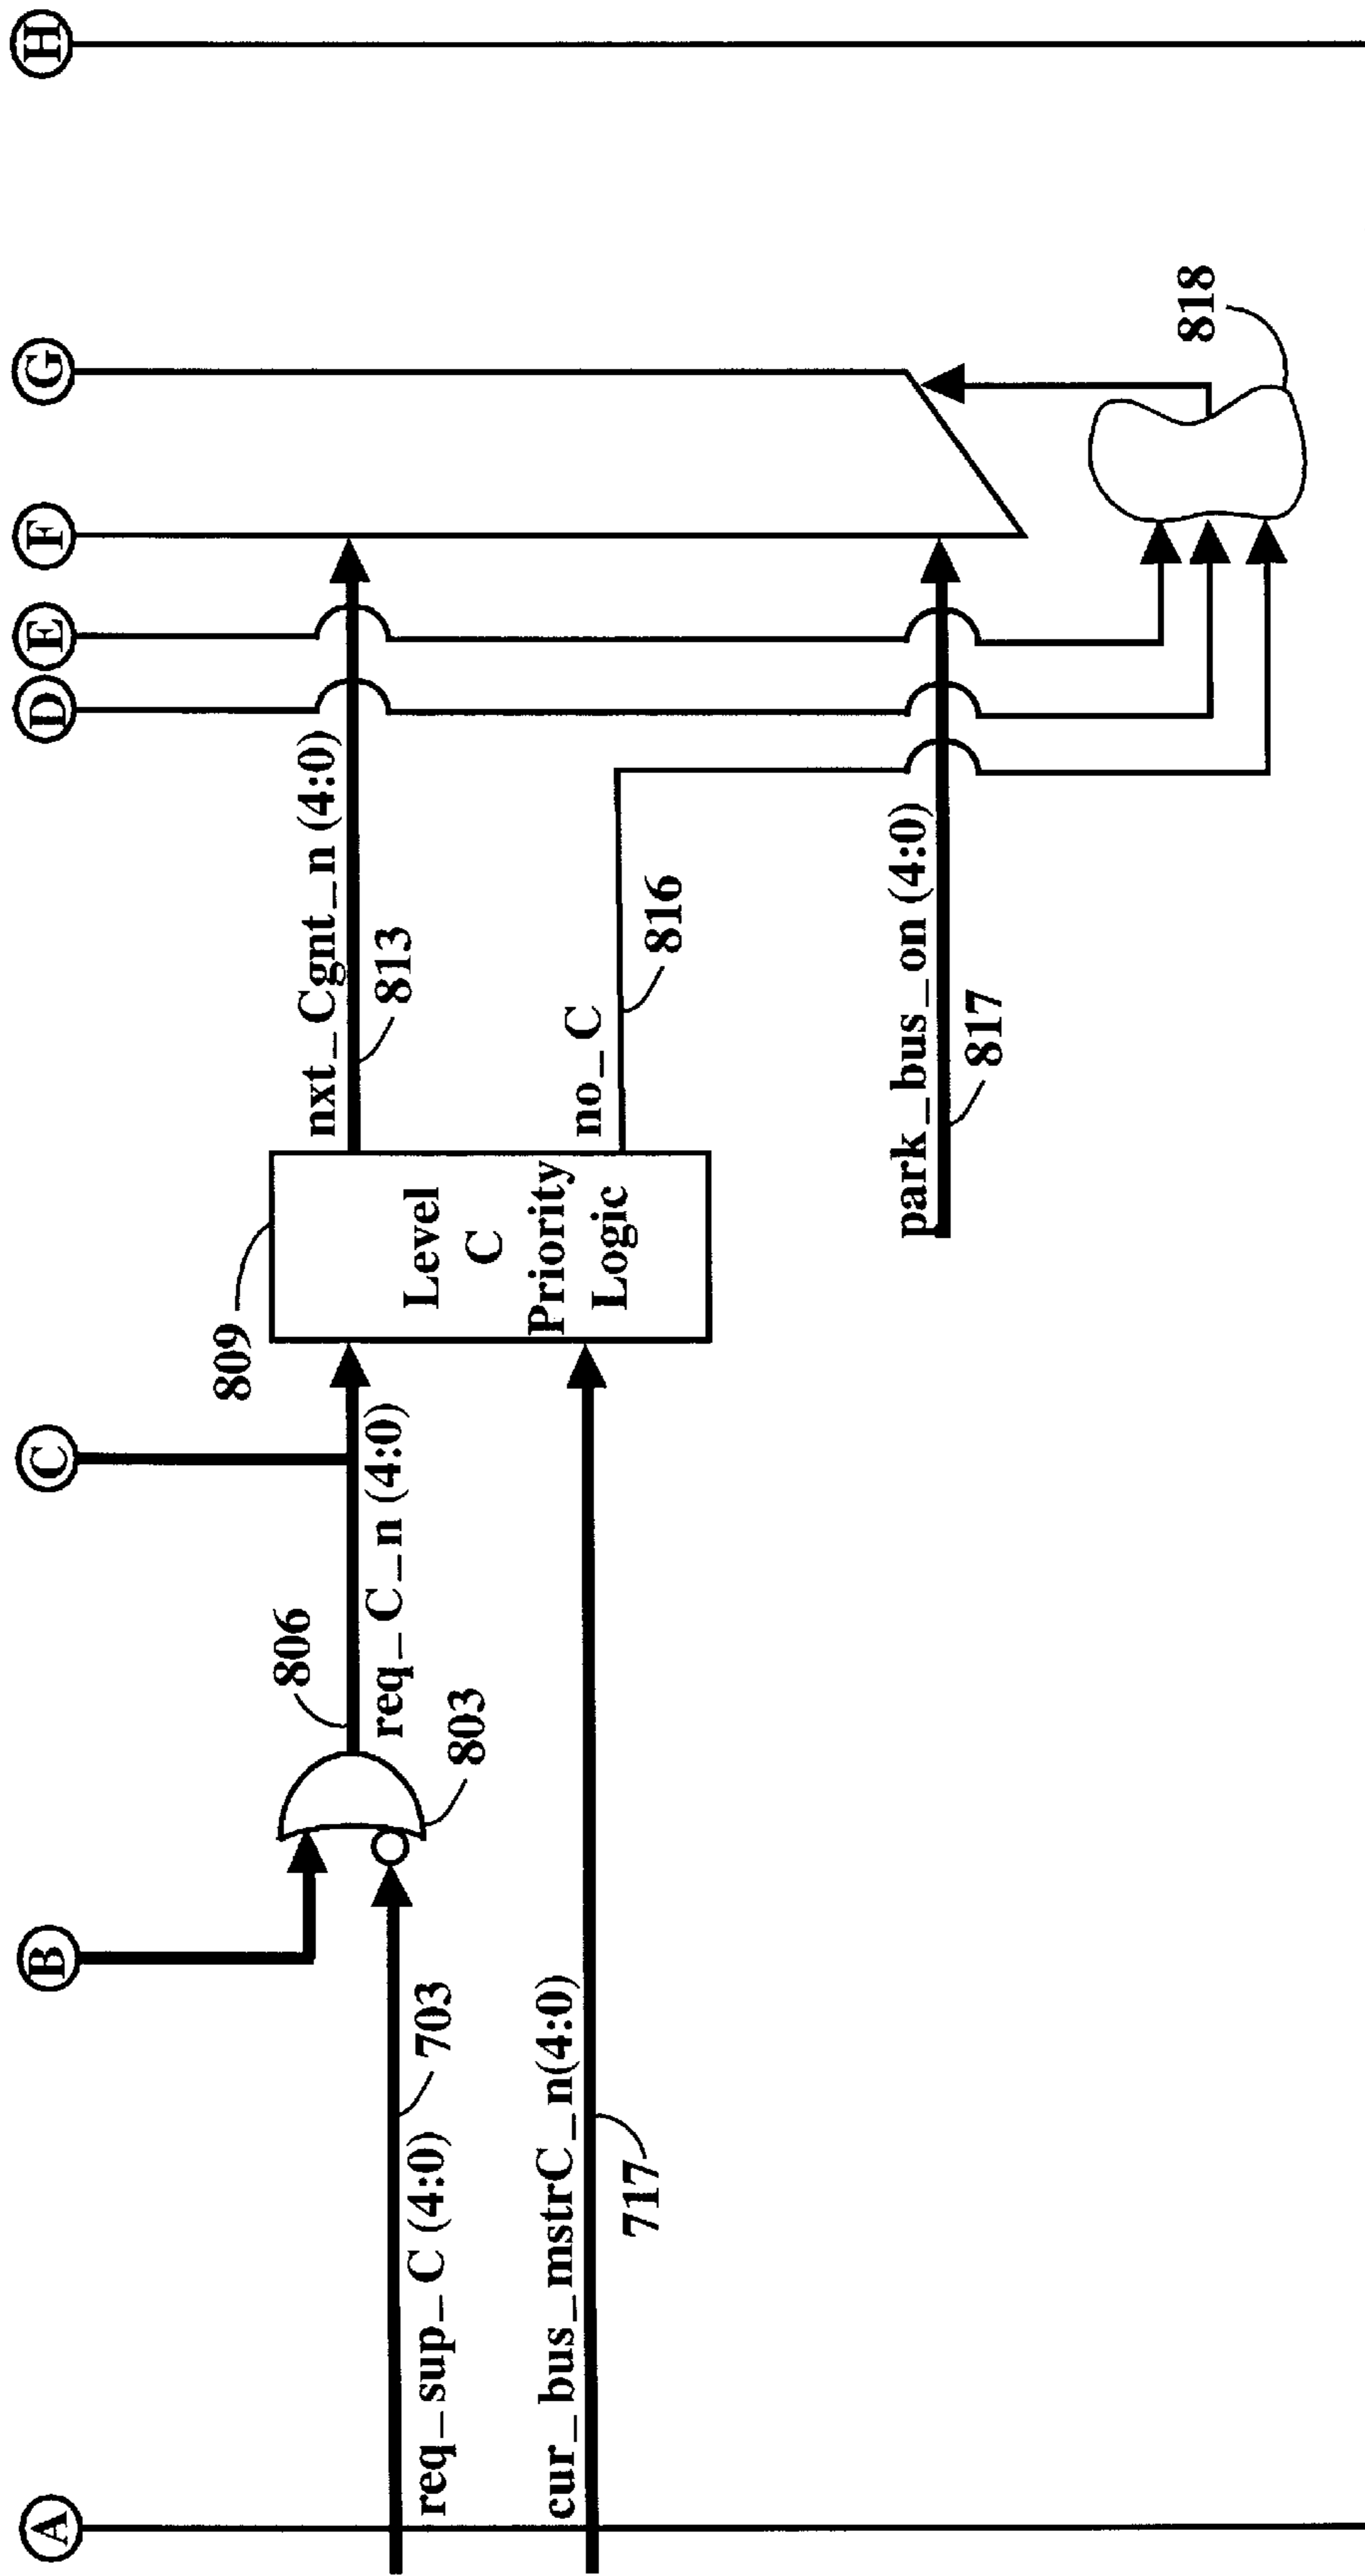 A
B
C
D
E
F
G
H
req_sup_C (4:0)
703
cur_bus_mstrC_n(4:0)
717
803
806
req_C_n (4:0)
809
Level
C
Priority
Logic
nxt_Cgnt_n (4:0)
813
no_C
816
park_bus_on (4:0)
817
818